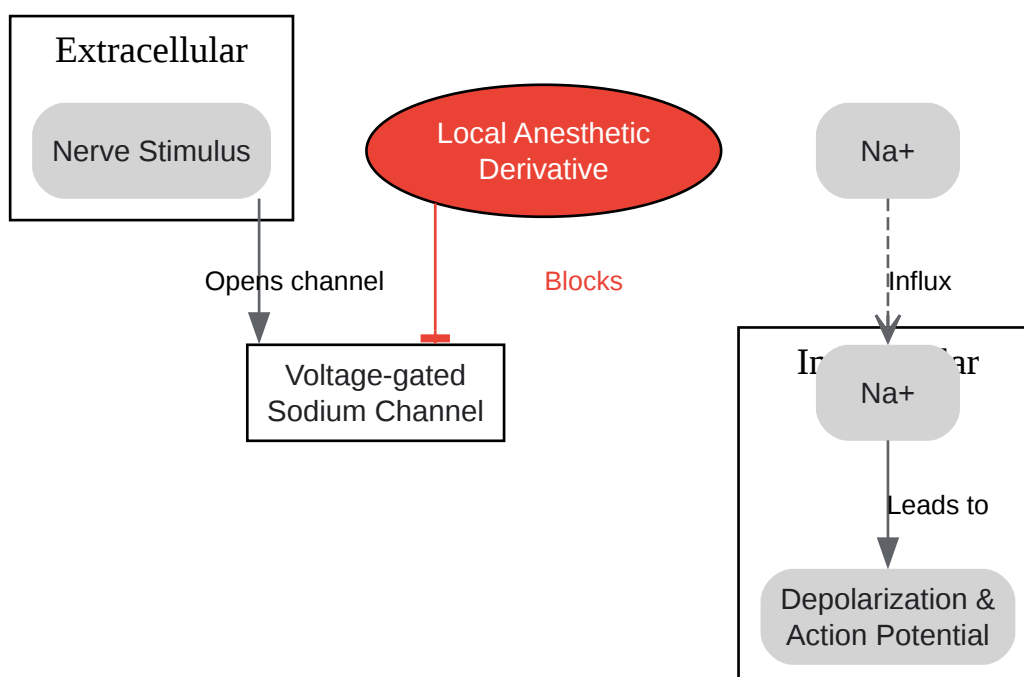 Extracellular
Nerve Stimulus
Local Anesthetic
Derivative
Na+
Opens channel
Blocks
Influx
Voltage-gated
Sodium Channel
Na+
Leads to
Depolarization &
Action Potential